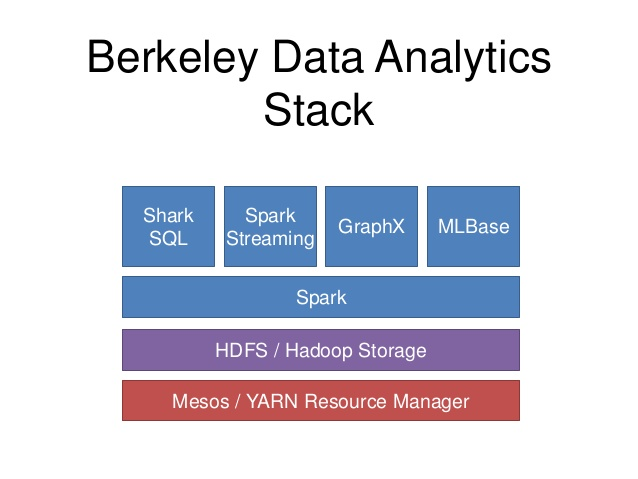 Berkeley Data Analytics
Stack
Shark
SQL
Spark
Streaming
GraphX
MLBase
Spark
HDFS / Hadoop Storage
Mesos / YARN Resource Manager